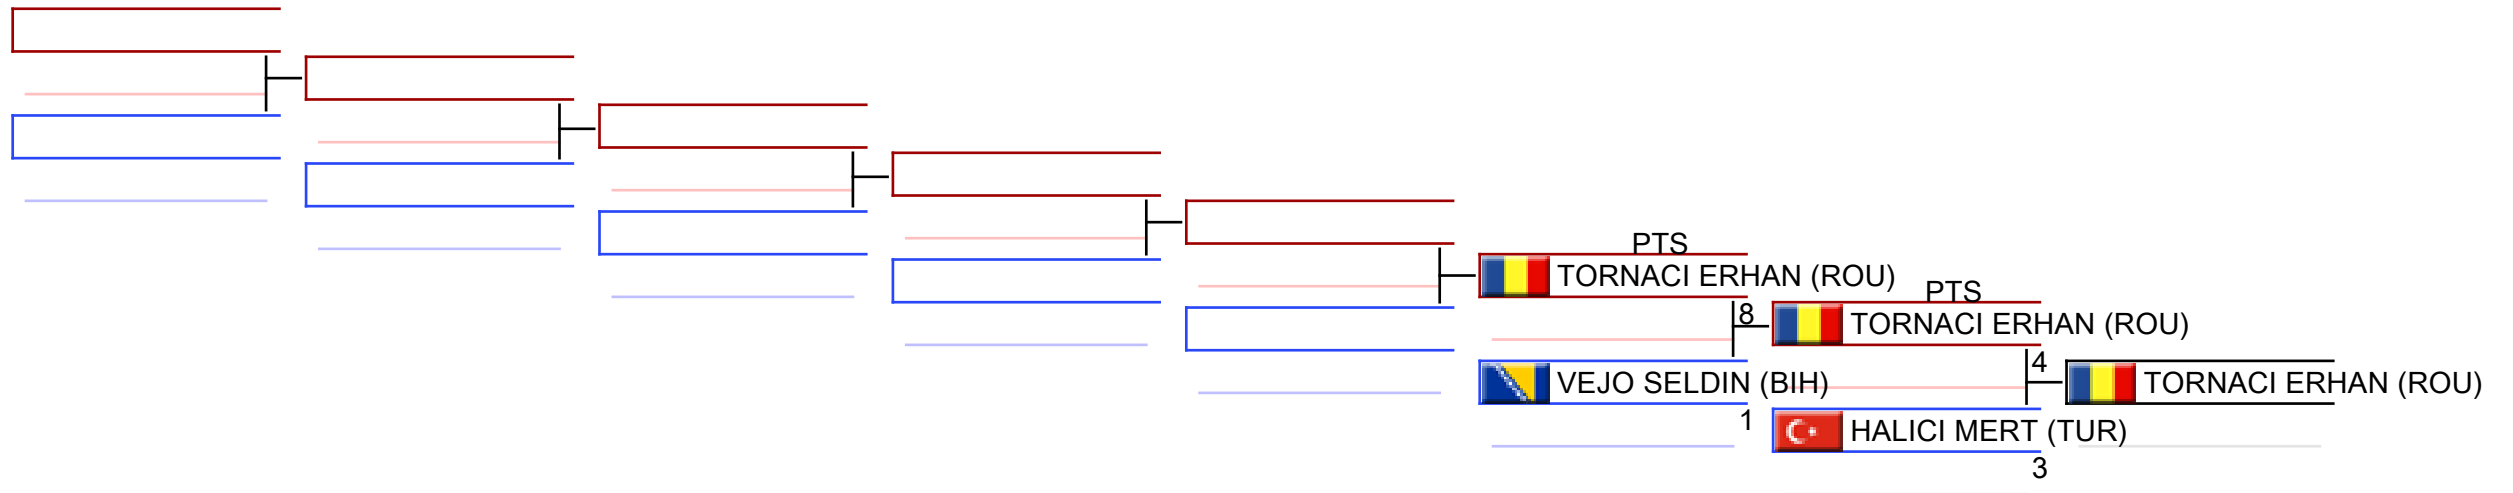 PTS
TORNACI ERHAN (ROU)
8
VEJO SELDIN (BIH)
1
PTS
TORNACI ERHAN (ROU)
4
HALICI MERT (TUR)
3
TORNACI ERHAN (ROU)